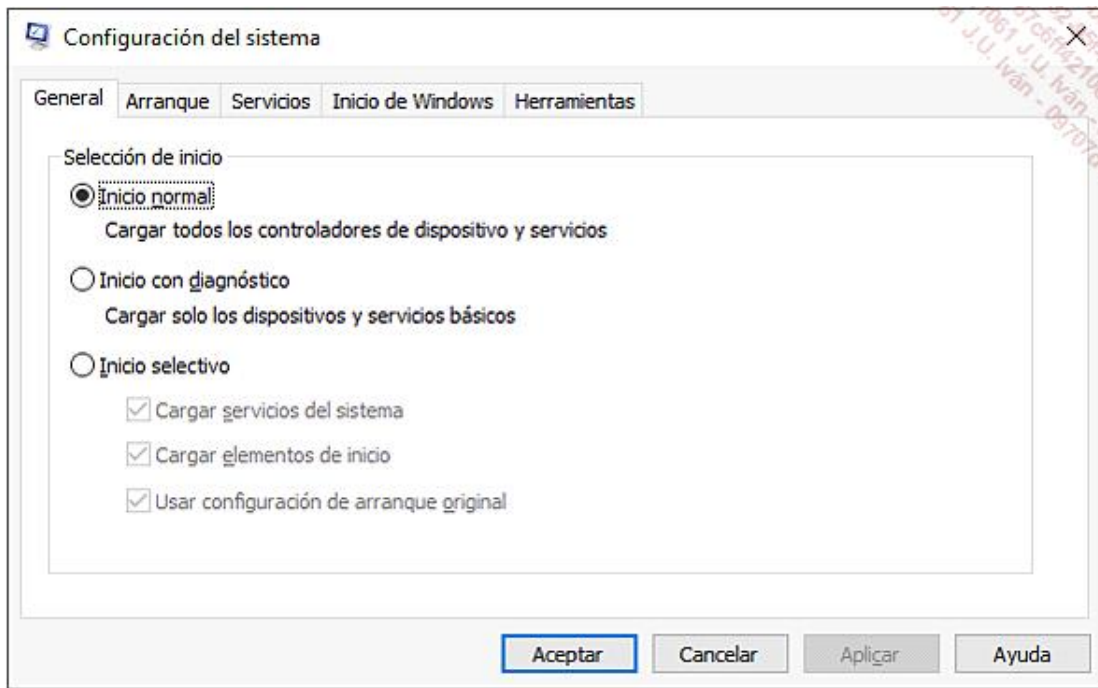 Configuración del sistema
General Arranque Servicios Inicio de Windows Herramientas
Selección de inicio
Inicio normal
Cargar todos los controladores de dispositivo y servicios
Inicio con diagnóstico
Cargar solo los dispositivos y servicios básicos
Inicio selectivo
Cargar servicios del sistema
Cargar elementos de inicio
Usar configuración de arranque original
Aceptar Cancelar Aplicar Ayuda
J.U. Iván